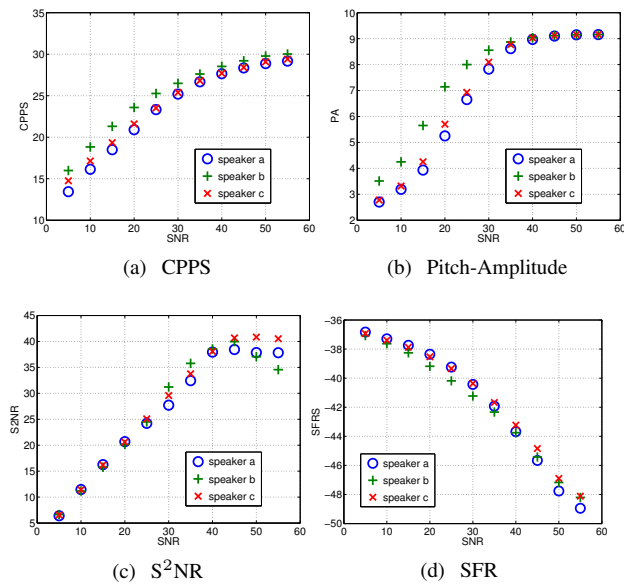 35
30
25
20
15
10
CPPS
0 10 20 30 40 50 60
SNR
speaker a
speaker b
speaker c
(a) CPPS
10
9
8
7
6
5
4
3
2
PA
0 10 20 30 40 50 60
SNR
speaker a
speaker b
speaker c
(b) Pitch-Amplitude
45
40
35
30
25
20
15
10
5
S2NR
0 10 20 30 40 50 60
SNR
speaker a
speaker b
speaker c
(c) S²NR
−36
−38
−40
−42
−44
−46
−48
−50
SFRS
0 10 20 30 40 50 60
SNR
speaker a
speaker b
speaker c
(d) SFR